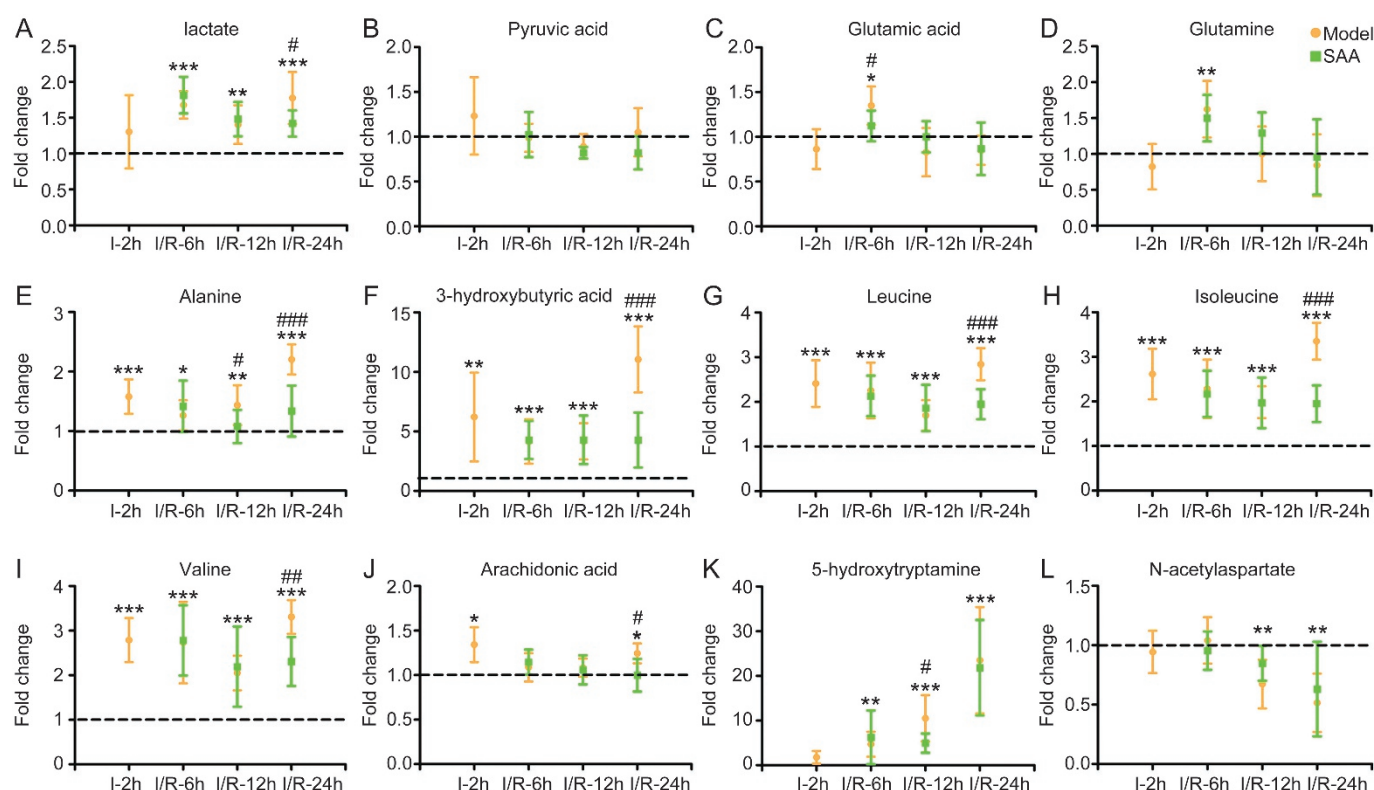 A lactate
2.5
2.0
1.5
1.0
0.5
0.0
Fold change
***
**
#
***
I-2h I/R-6h I/R-12h I/R-24h
B Pyruvic acid
2.0
1.5
1.0
0.5
0.0
Fold change
I-2h I/R-6h I/R-12h I/R-24h
C Glutamic acid
2.0
1.5
1.0
0.5
0.0
Fold change
#
*
I-2h I/R-6h I/R-12h I/R-24h
D Glutamine
2.5
2.0
1.5
1.0
0.5
0.0
Fold change
**
Model
SAA
I-2h I/R-6h I/R-12h I/R-24h
E Alanine
3
2
1
0
Fold change
***
*
#
**
###
***
I-2h I/R-6h I/R-12h I/R-24h
F 3-hydroxybutyric acid
15
10
5
0
Fold change
**
***
***
###
***
I-2h I/R-6h I/R-12h I/R-24h
G Leucine
4
3
2
1
0
Fold change
***
***
***
###
***
I-2h I/R-6h I/R-12h I/R-24h
H Isoleucine
4
3
2
1
0
Fold change
***
***
***
###
***
I-2h I/R-6h I/R-12h I/R-24h
I Valine
4
3
2
1
0
Fold change
***
***
***
##
***
I-2h I/R-6h I/R-12h I/R-24h
J Arachidonic acid
2.0
1.5
1.0
0.5
0.0
Fold change
*
#
*
I-2h I/R-6h I/R-12h I/R-24h
K 5-hydroxytryptamine
40
30
20
10
0
Fold change
**
#
***
***
I-2h I/R-6h I/R-12h I/R-24h
L N-acetylaspartate
1.5
1.0
0.5
0.0
Fold change
**
**
I-2h I/R-6h I/R-12h I/R-24h